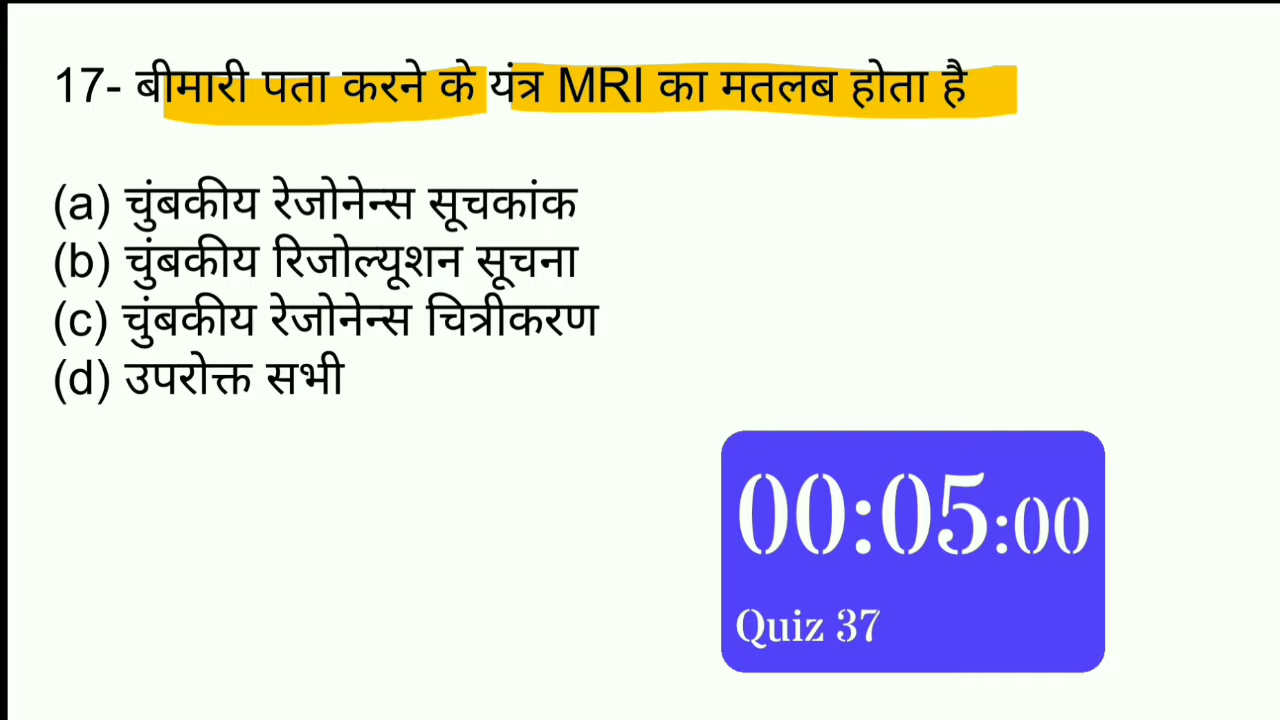 17- बीमारी पता करने के यंत्र MRI का मतलब होता है
(a) चुंबकीय रेजोनेन्स सूचकांक
(b) चुंबकीय रिजोल्यूशन सूचना
(c) चुंबकीय रेजोनेन्स चित्रीकरण
(d) उपरोक्त सभी
00:05:00
Quiz 37